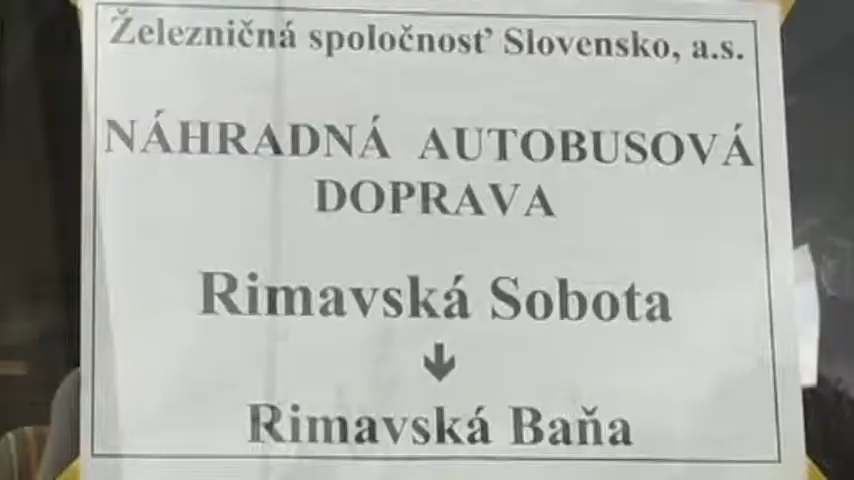 Železničná spoločnosť Slovensko, a.s.
NÁHRADNÁ AUTOBUSOVÁ
DOPRAVA
Rimavská Sobota
↓
Rimavská Baňa